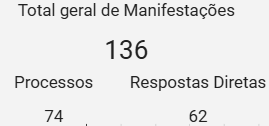 Total geral de Manifestações
136
Processos Respostas Diretas
74 62